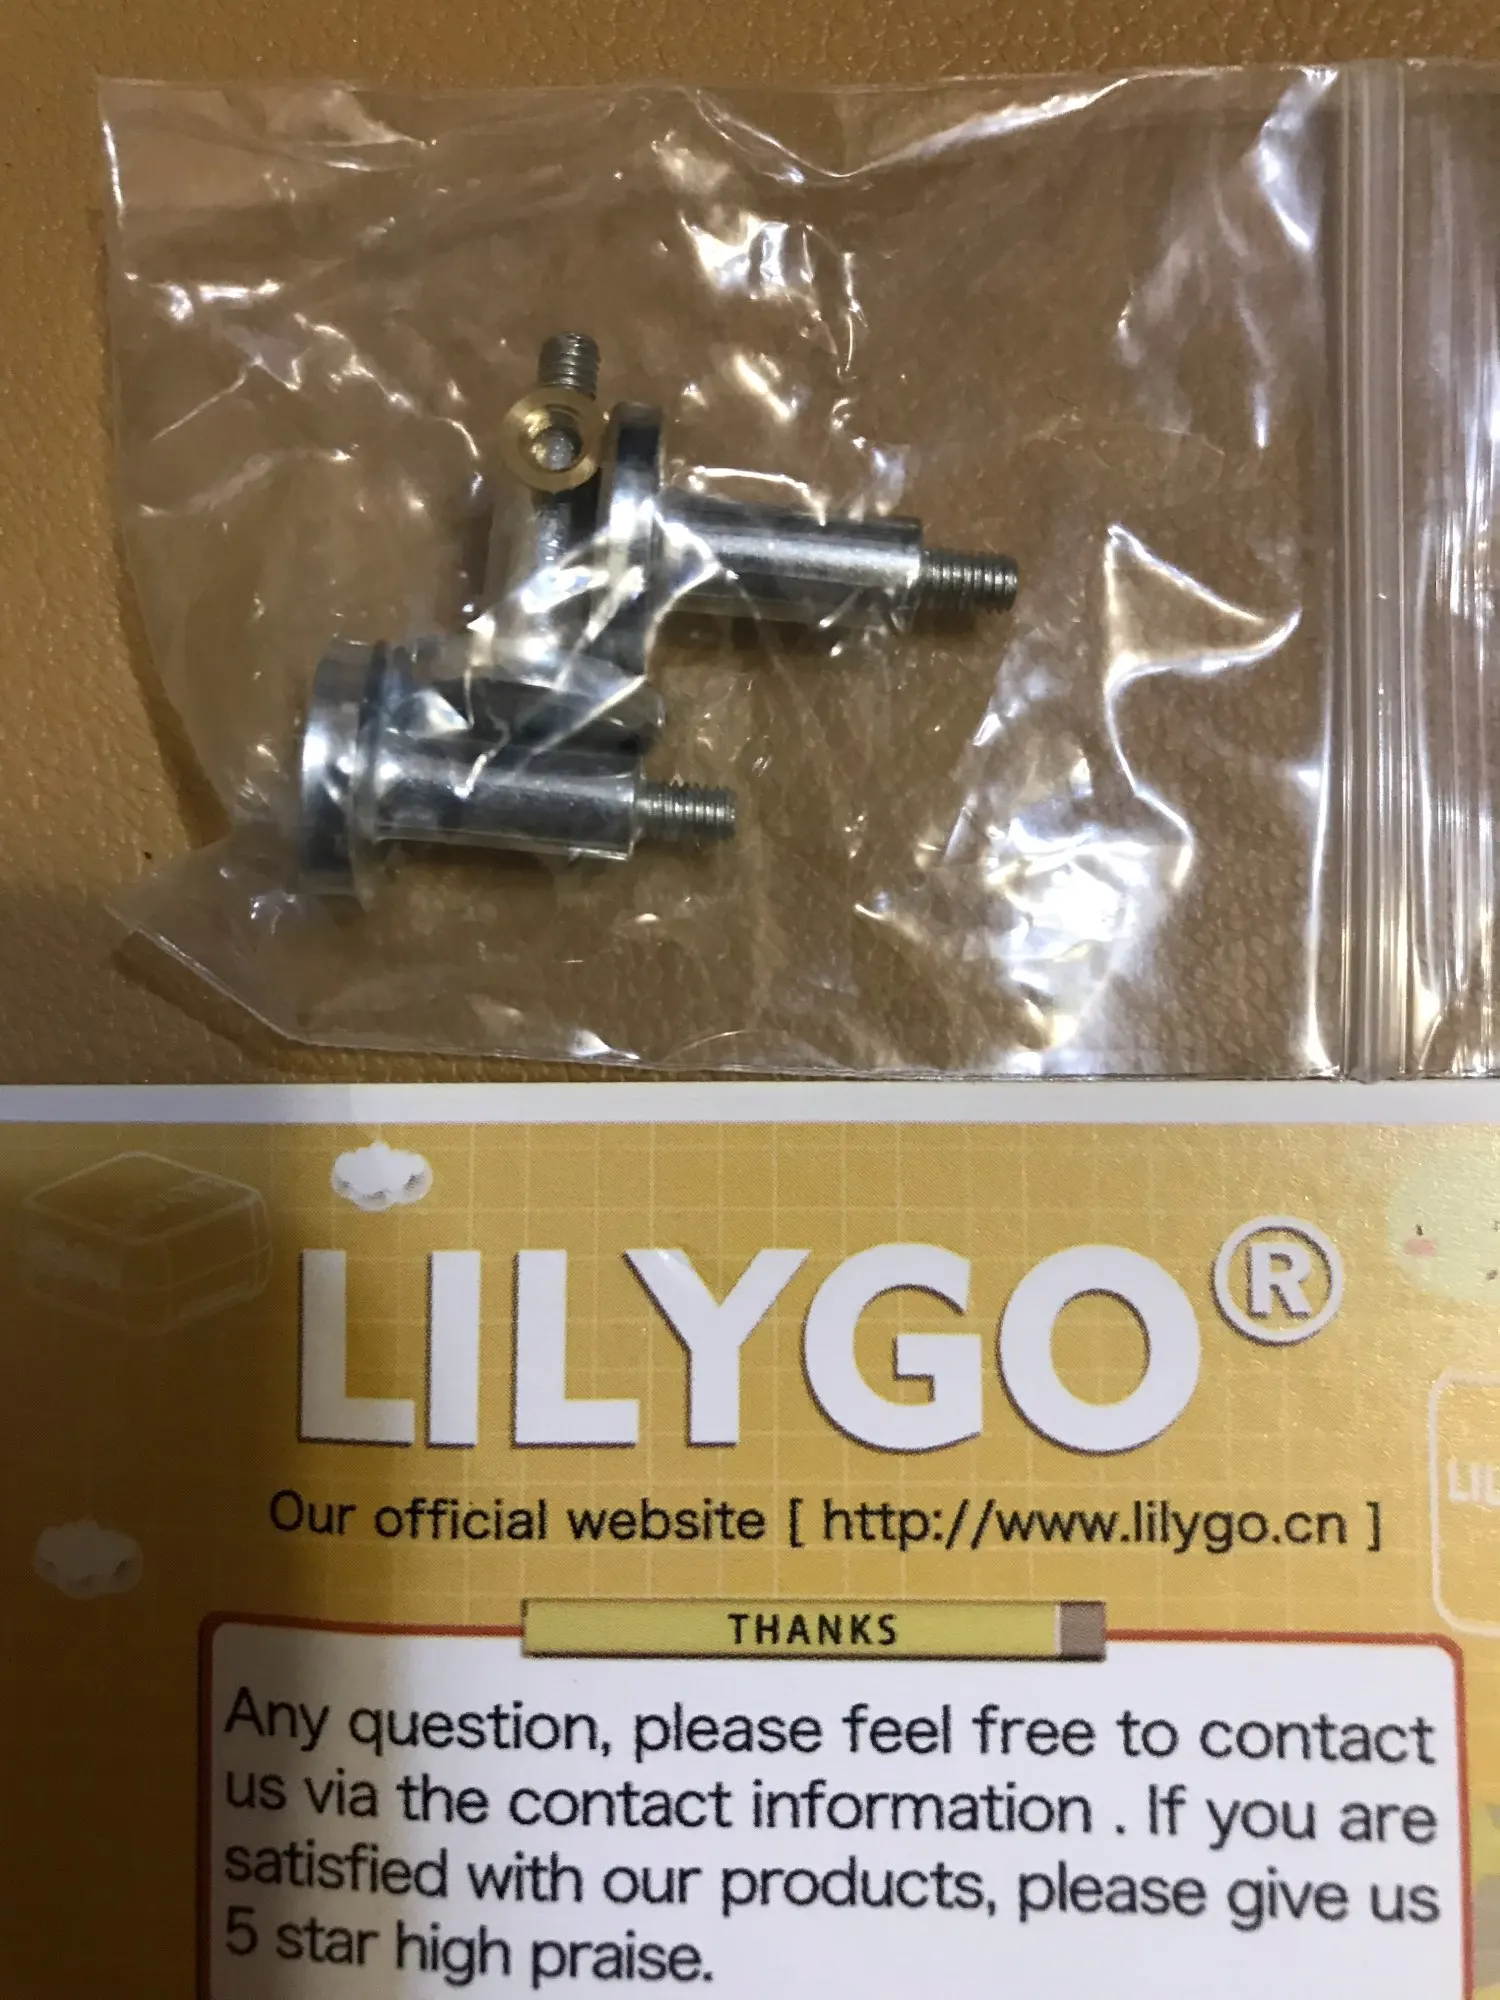 LILYGO®
Our official website [ http://www.lilygo.cn ]
THANKS
Any question, please feel free to contact
us via the contact information . If you are
satisfied with our products, please give us
5 star high praise.